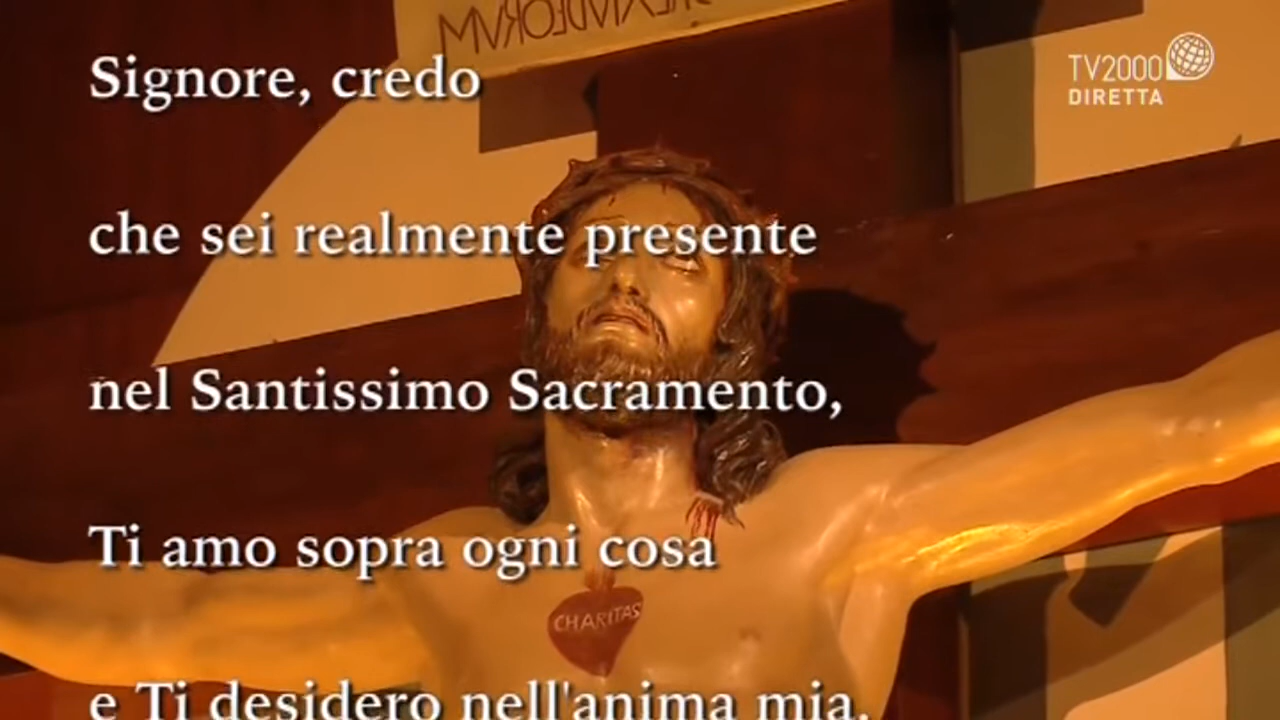 Signore, credo
che sei realmente presente
nel Santissimo Sacramento,
Ti amo sopra ogni cosa
e Ti desidero nell'anima mia.
TV2000
DIRETTA
CHARITAS